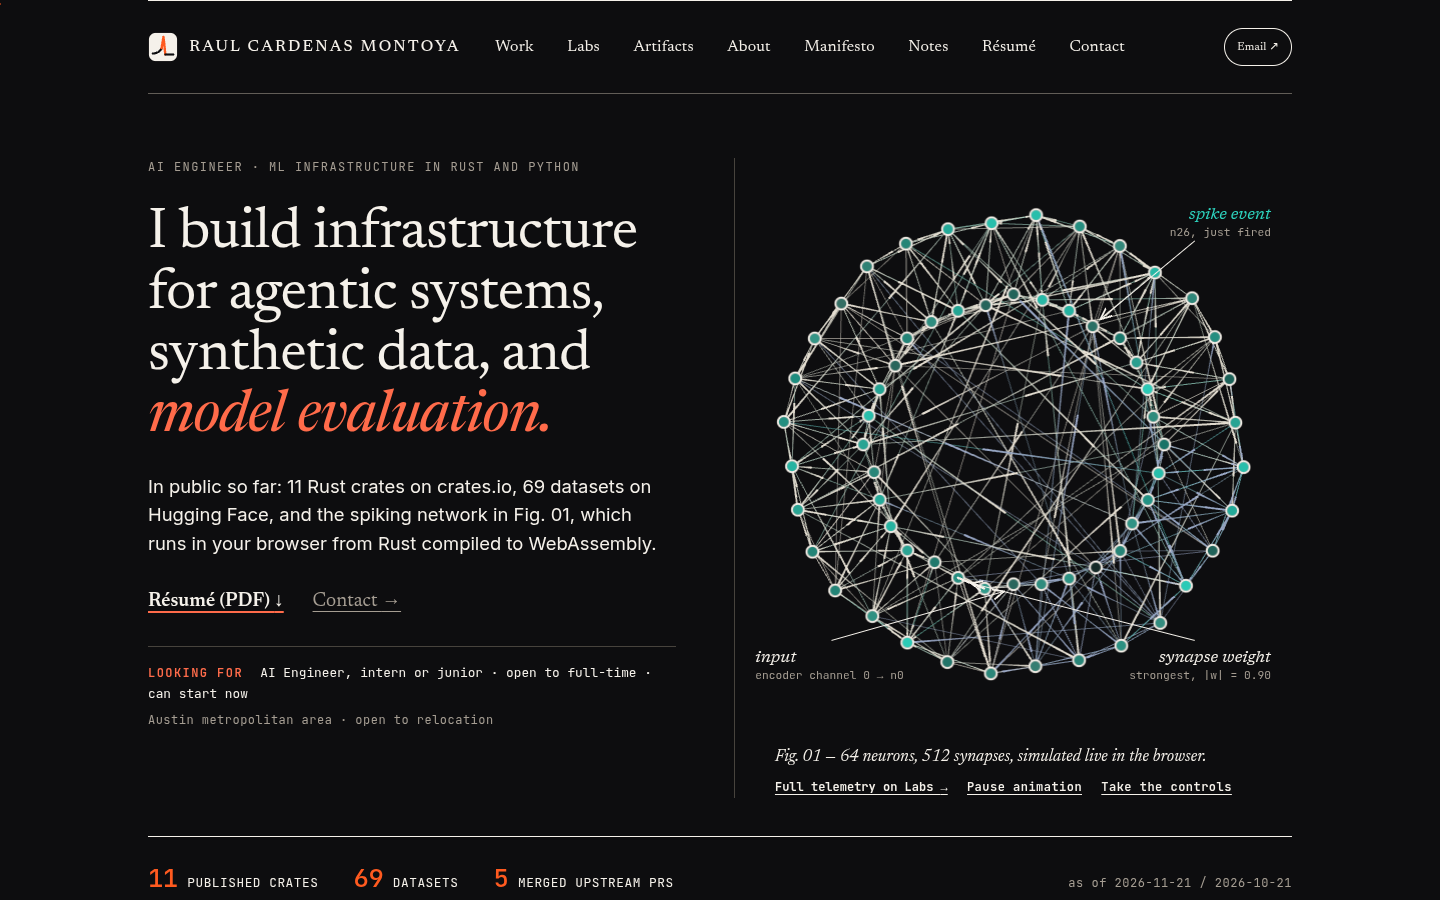 RAUL CARDENAS MONTOYA Work Labs Artifacts About Manifesto Notes Résumé Contact Email ↗
AI ENGINEER · ML INFRASTRUCTURE IN RUST AND PYTHON
I build infrastructure
for agentic systems,
synthetic data, and
model evaluation.
In public so far: 11 Rust crates on crates.io, 69 datasets on
Hugging Face, and the spiking network in Fig. 01, which
runs in your browser from Rust compiled to WebAssembly.
Résumé (PDF) ↓ Contact →
LOOKING FOR AI Engineer, intern or junior · open to full-time ·
can start now
Austin metropolitan area · open to relocation
spike event
n26, just fired
input
encoder channel 0 → n0
synapse weight
strongest, |w| = 0.90
Fig. 01 — 64 neurons, 512 synapses, simulated live in the browser.
Full telemetry on Labs → Pause animation Take the controls
11 PUBLISHED CRATES 69 DATASETS 5 MERGED UPSTREAM PRS as of 2026-11-21 / 2026-10-21